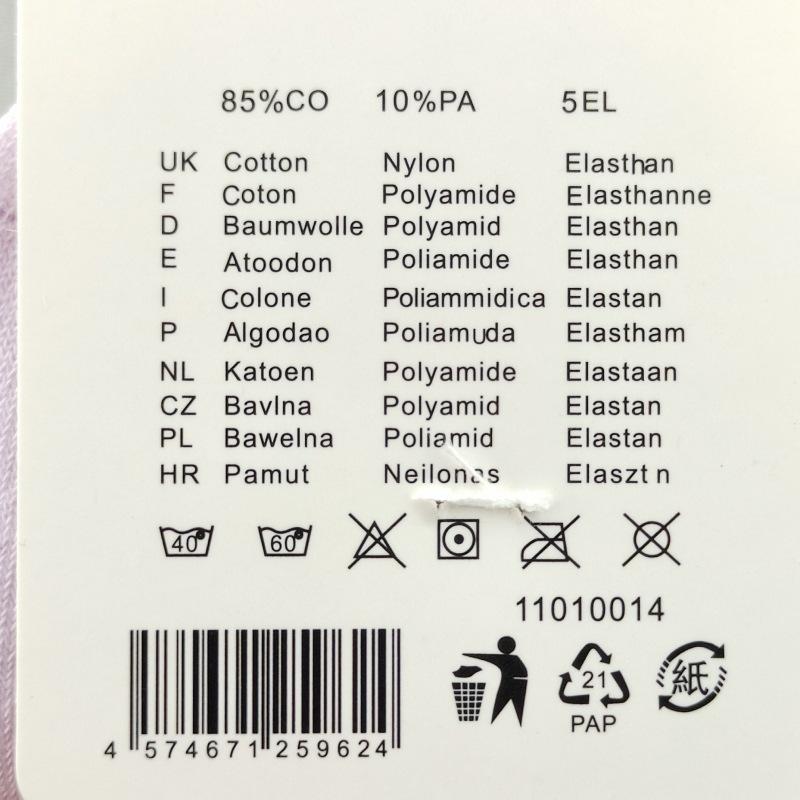 85%CO 10%PA 5EL
UK Cotton Nylon Elasthan
F Coton Polyamide Elasthanne
D Baumwolle Polyamid Elasthan
E Atoodon Poliamide Elasthan
I Colone Poliammidica Elastan
P Algodao Poliamuda Elastham
NL Katoen Polyamide Elastaan
CZ Bavlna Polyamid Elastan
PL Bawelna Poliamid Elastan
HR Pamut Neilonas Elaszt n
40° 60°
11010014
21 紙
PAP
4 574671 259624